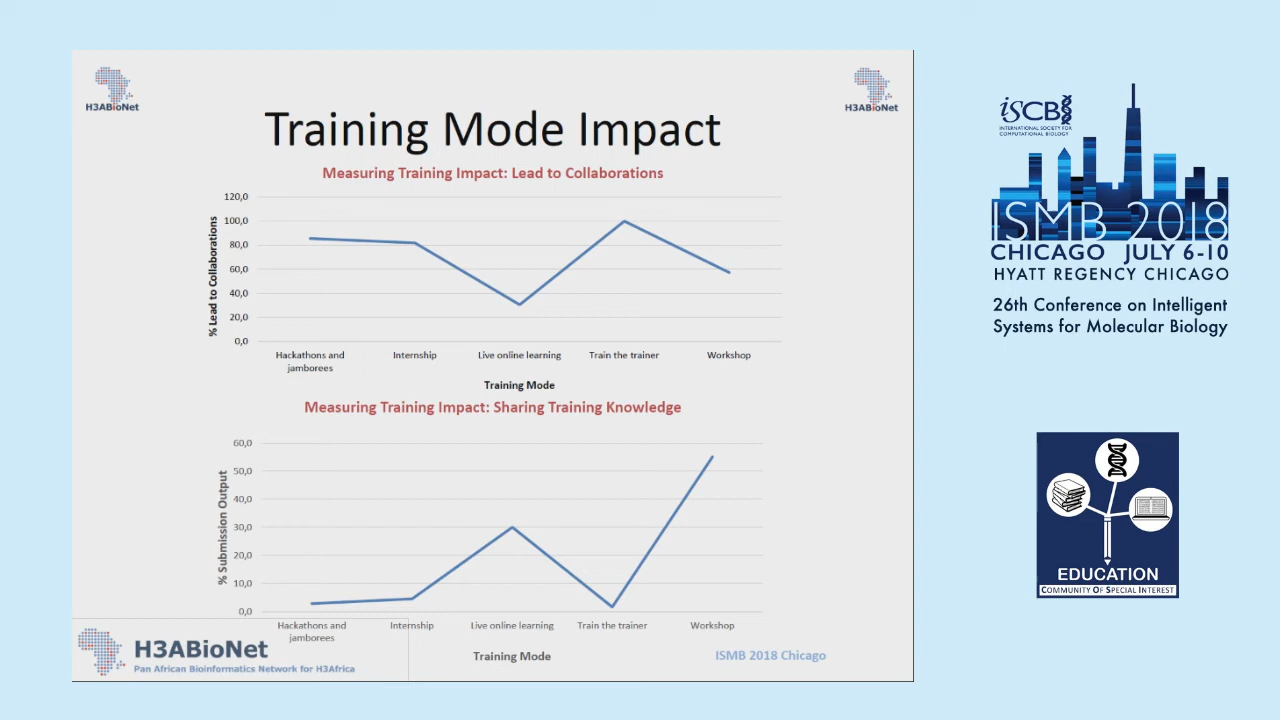 H3ABioNet
H3ABioNet
Training Mode Impact
Measuring Training Impact: Lead to Collaborations
% Lead to Collaborations
120,0
100,0
80,0
60,0
40,0
20,0
0,0
Hackathons and
jamborees
Internship
Live online learning
Train the trainer
Workshop
Training Mode
Measuring Training Impact: Sharing Training Knowledge
% Submission Output
60,0
50,0
40,0
30,0
20,0
10,0
0,0
Hackathons and
jamborees
Internship
Live online learning
Train the trainer
Workshop
Training Mode
H3ABioNet
Pan African Bioinformatics Network for H3Africa
ISMB 2018 Chicago
iSCB
INTERNATIONAL SOCIETY FOR
COMPUTATIONAL BIOLOGY
ISMB 2018
CHICAGO JULY 6-10
HYATT REGENCY CHICAGO
26th Conference on Intelligent
Systems for Molecular Biology
EDUCATION
COMMUNITY OF SPECIAL INTEREST